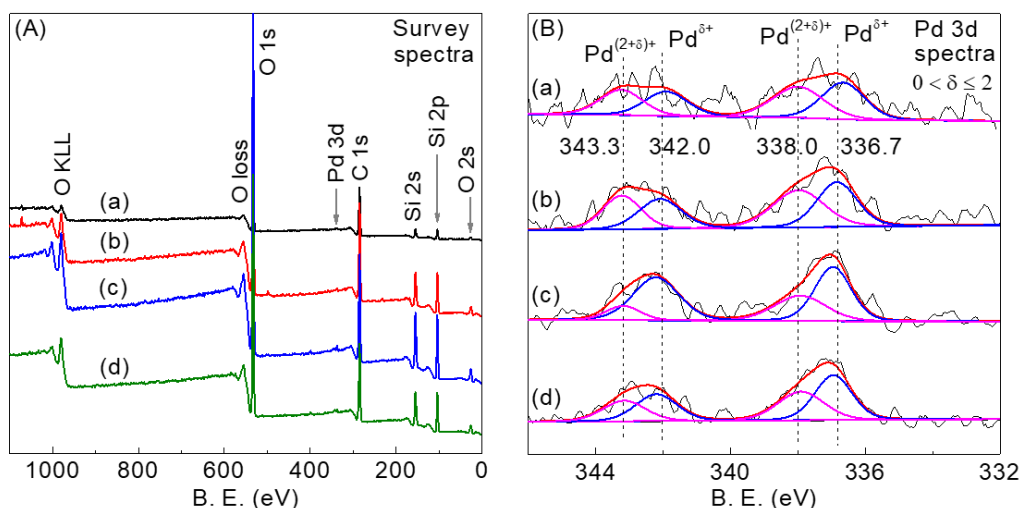 (A)
Survey
spectra
O KLL
O loss
O 1s
Pd 3d
C 1s
Si 2s
Si 2p
O 2s
(a)
(b)
(c)
(d)
1000 800 600 400 200 0
B. E. (eV)
(B)
Pd(2+δ)+ Pdδ+ Pd(2+δ)+ Pdδ+
Pd 3d
spectra
0 < δ ≤ 2
(a)
343.3 342.0 338.0 336.7
(b)
(c)
(d)
344 340 336 332
B. E. (eV)